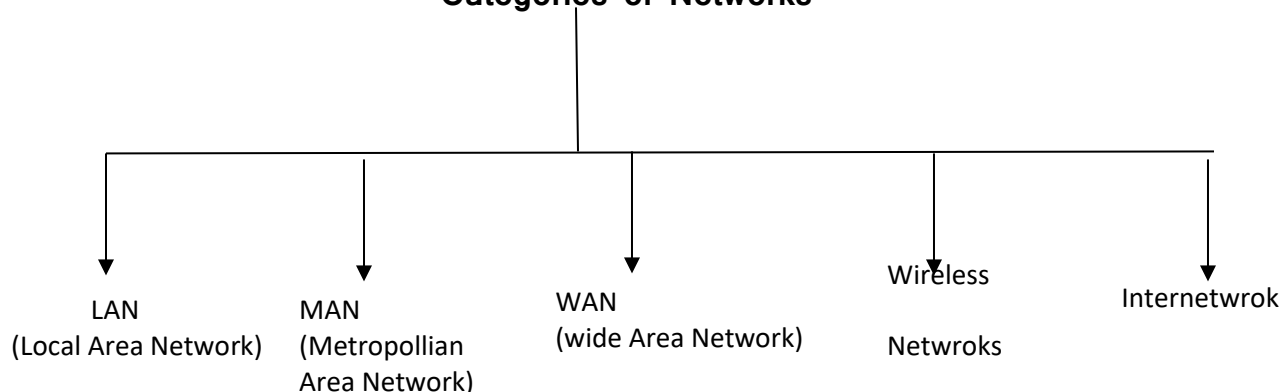 Categories of Networks
LAN
(Local Area Network)
MAN
(Metropollian
Area Network)
WAN
(wide Area Network)
Wireless
Netwroks
Internetwrok